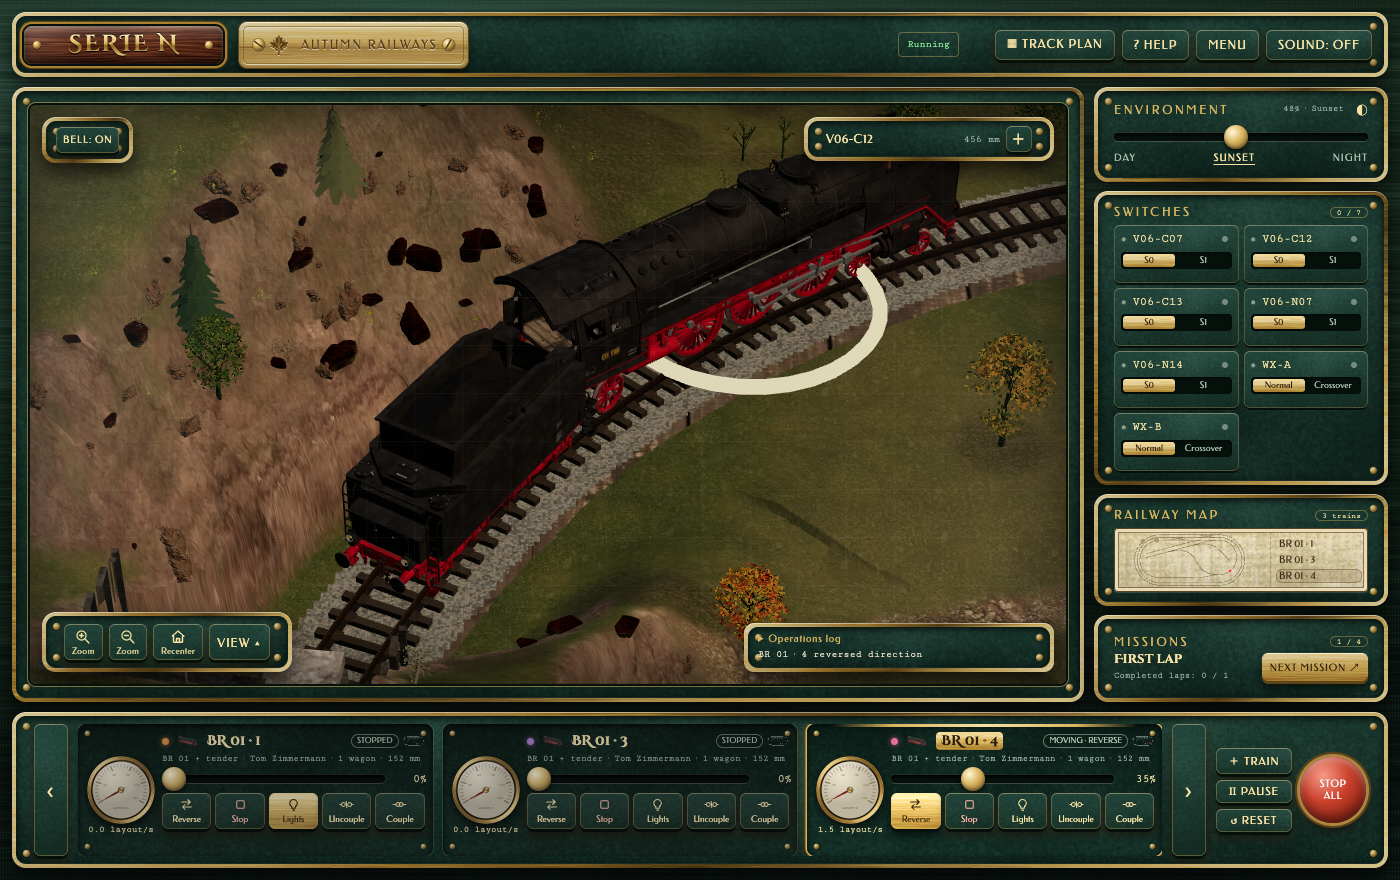 SERIE N
AUTUMN RAILWAYS
Running
TRACK PLAN
? HELP
MENU
SOUND: OFF
BELL: ON
V06-C12
456 mm
+
ENVIRONMENT
48% · Sunset
DAY
SUNSET
NIGHT
SWITCHES
0 / 7
V06-C07
S0 S1
V06-C12
S0 S1
V06-C13
S0 S1
V06-N07
S0 S1
V06-N14
S0 S1
WX-A
Normal Crossover
WX-B
Normal Crossover
RAILWAY MAP
3 trains
BR 01 · 1
BR 01 · 3
BR 01 · 4
MISSIONS
1 / 4
FIRST LAP
Completed laps: 0 / 1
NEXT MISSION ↗
Zoom
Zoom
Recenter
VIEW ▴
Operations log
BR 01 · 4 reversed direction
BR 01 · 1
STOPPED
BR 01 + tender · Tom Zimmermann · 1 wagon · 152 mm
0%
0.0 layout/s
Reverse
Stop
Lights
Uncouple
Couple
BR 01 · 3
STOPPED
BR 01 + tender · Tom Zimmermann · 1 wagon · 152 mm
0%
0.0 layout/s
Reverse
Stop
Lights
Uncouple
Couple
BR 01 · 4
MOVING · REVERSE
BR 01 + tender · Tom Zimmermann · 1 wagon · 152 mm
35%
1.5 layout/s
Reverse
Stop
Lights
Uncouple
Couple
+ TRAIN
II PAUSE
↺ RESET
STOP
ALL